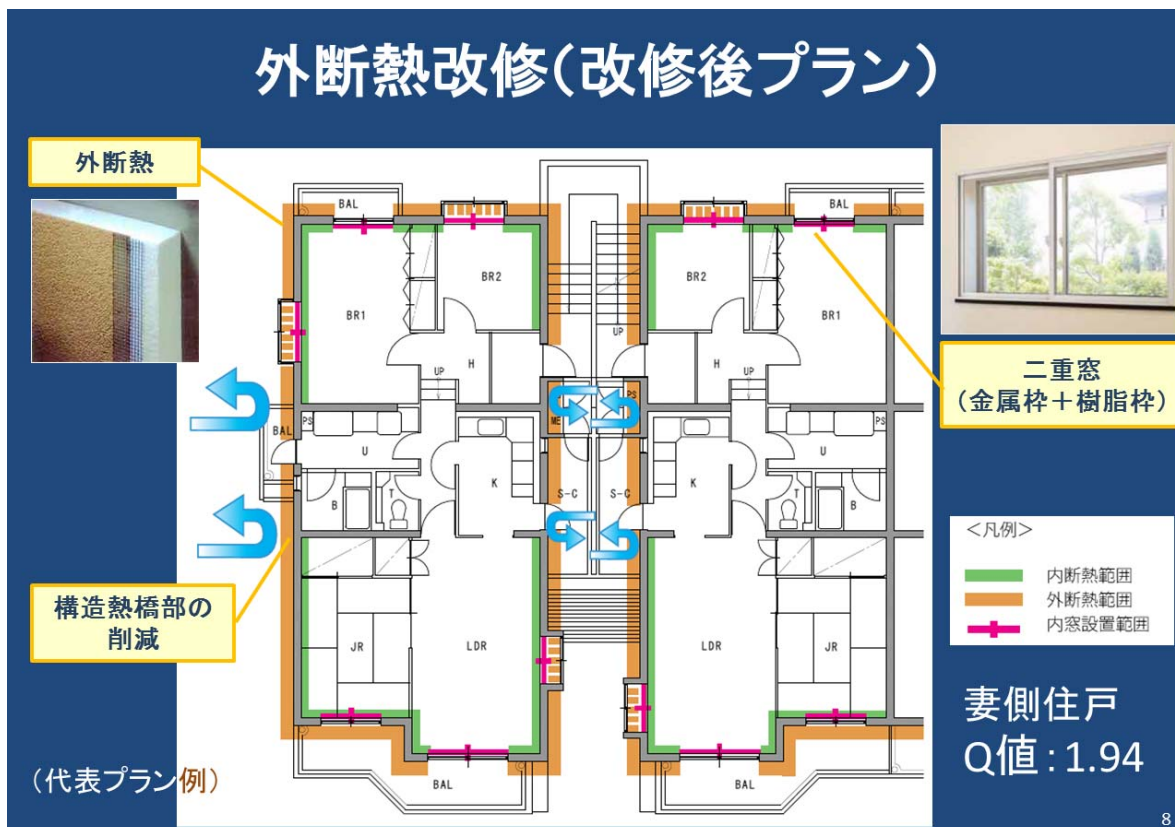 外断熱改修(改修後プラン)
外断熱
BAL
BAL
BR2
BR2
BR1
BR1
UP
H
H
UP
UP
二重窓
(金属枠+樹脂枠)
ME
PS
BAL
PS
PS
U
U
K
K
S-C
S-C
B
T
T
B
<凡例>
内断熱範囲
外断熱範囲
内窓設置範囲
構造熱橋部の
削減
JR
LDR
LDR
JR
妻側住戸
Q値:1.94
(代表プラン例)
BAL
BAL
8